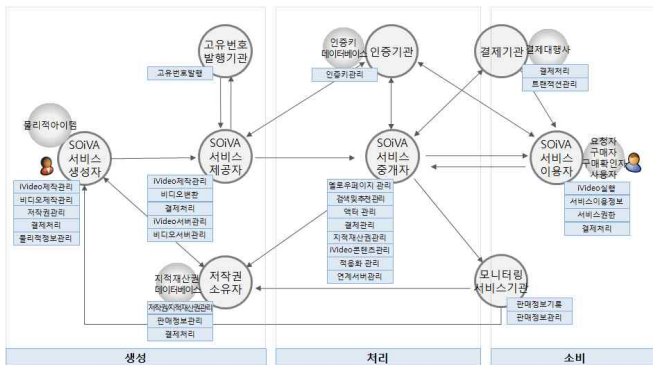 고유번호
발행기관
고유번호발행
인증키
데이터베이스
인증기관
인증키관리
결제기관
결제대행사
결제처리
트랜잭션관리
물리적아이템
SOiVA
서비스
생성자
iVideo제작관리
비디오제작관리
저작권관리
결제처리
물리적정보관리
SOiVA
서비스
제공자
iVideo제작관리
비디오변환
결제처리
iVideo서버관리
비디오서버관리
SOiVA
서비스
중개자
옐로우페이지 관리
검색및추천관리
액터 관리
결제관리
지적재산권관리
iVideo콘텐츠관리
적응화 관리
연계서버관리
SOiVA
서비스
이용자
요청자
구매자
구매확인자
사용자
iVideo실행
서비스이용정보
서비스권한
결제처리
지적재산권
데이터베이스
저작권
소유자
저작권/지적재산권관리
판매정보관리
결제처리
모니터링
서비스기관
판매정보기록
판매정보관리
생성
처리
소비